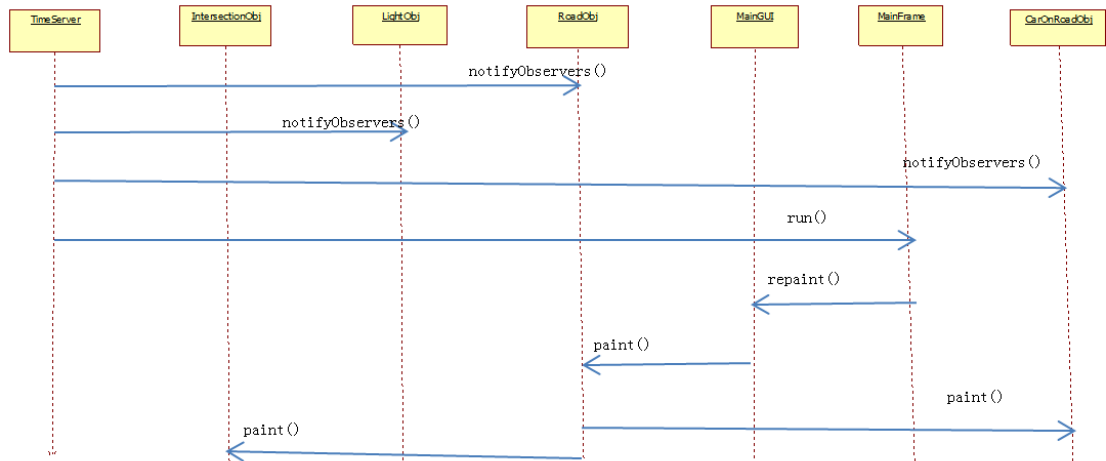 TimeServer
IntersectionObj
LightObj
RoadObj
MainGUI
MainFrame
CarOnRoadObj
notifyObservers()
notifyObservers()
notifyObservers()
run()
repaint()
paint()
paint()
paint()